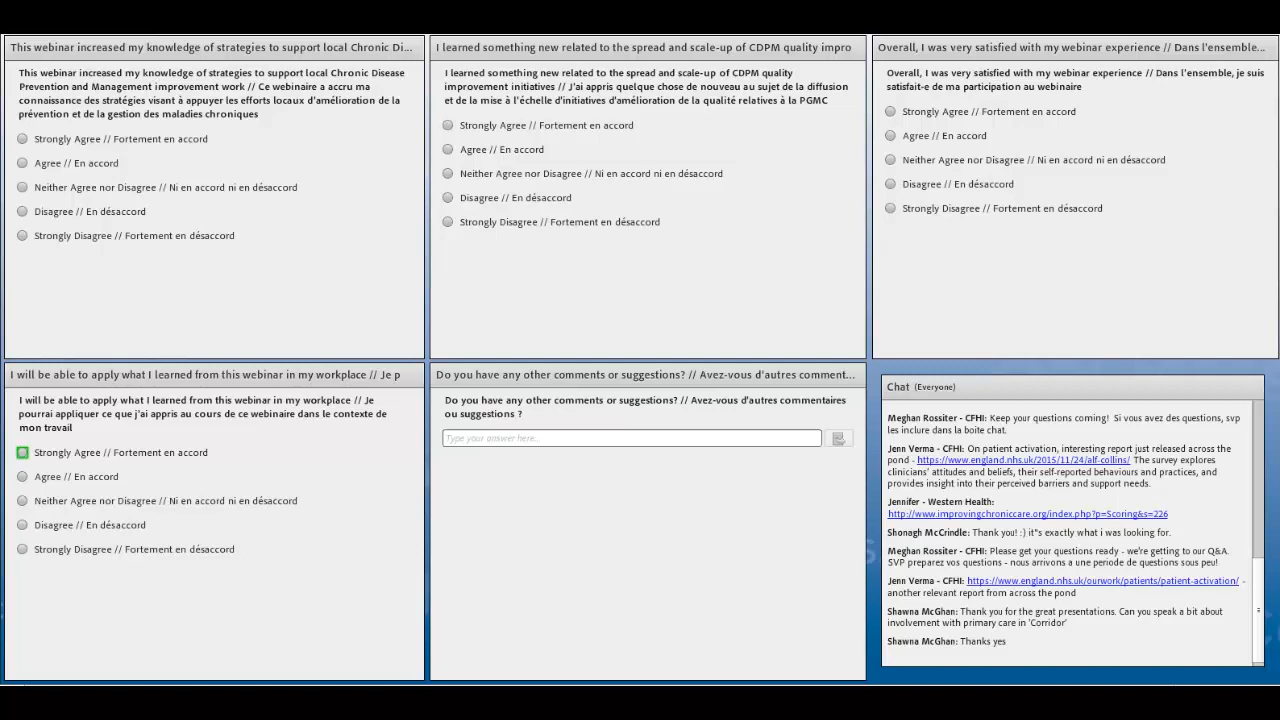 This webinar increased my knowledge of strategies to support local Chronic Di...
This webinar increased my knowledge of strategies to support local Chronic Disease
Prevention and Management improvement work // Ce webinaire a accru ma
connaissance des stratégies visant à appuyer les efforts locaux d'amélioration de la
prévention et de la gestion des maladies chroniques
Strongly Agree // Fortement en accord
Agree // En accord
Neither Agree nor Disagree // Ni en accord ni en désaccord
Disagree // En désaccord
Strongly Disagree // Fortement en désaccord
I learned something new related to the spread and scale-up of CDPM quality impro
I learned something new related to the spread and scale-up of CDPM quality
improvement initiatives // J'ai appris quelque chose de nouveau au sujet de la diffusion
et de la mise à l'échelle d'initiatives d'amélioration de la qualité relatives à la PGMC
Strongly Agree // Fortement en accord
Agree // En accord
Neither Agree nor Disagree // Ni en accord ni en désaccord
Disagree // En désaccord
Strongly Disagree // Fortement en désaccord
Overall, I was very satisfied with my webinar experience // Dans l'ensemble...
Overall, I was very satisfied with my webinar experience // Dans l'ensemble, je suis
satisfait-e de ma participation au webinaire
Strongly Agree // Fortement en accord
Agree // En accord
Neither Agree nor Disagree // Ni en accord ni en désaccord
Disagree // En désaccord
Strongly Disagree // Fortement en désaccord
I will be able to apply what I learned from this webinar in my workplace // Je p
I will be able to apply what I learned from this webinar in my workplace // Je
pourrai appliquer ce que j'ai appris au cours de ce webinaire dans le contexte de
mon travail
Strongly Agree // Fortement en accord
Agree // En accord
Neither Agree nor Disagree // Ni en accord ni en désaccord
Disagree // En désaccord
Strongly Disagree // Fortement en désaccord
Do you have any other comments or suggestions? // Avez-vous d'autres comment...
Do you have any other comments or suggestions? // Avez-vous d'autres commentaires
ou suggestions ?
Type your answer here...
Chat (Everyone)
Meghan Rossiter - CFHI: Keep your questions coming! Si vous avez des questions, svp
les inclure dans la boite chat.
Jenn Verma - CFHI: On patient activation, interesting report just released across the
pond - https://www.england.nhs.uk/2015/11/24/alf-collins/ The survey explores
clinicians' attitudes and beliefs, their self-reported behaviours and practices, and
provides insight into their perceived barriers and support needs.
Jennifer - Western Health:
http://www.improvingchroniccare.org/index.php?p=Scoring&s=226
Shonagh McCrindle: Thank you! :) it"s exactly what i was looking for.
Meghan Rossiter - CFHI: Please get your questions ready - we're getting to our Q&A.
SVP preparez vos questions - nous arrivons a une periode de questions sous peu!
Jenn Verma - CFHI: https://www.england.nhs.uk/ourwork/patients/patient-activation/ -
another relevant report from across the pond
Shawna McGhan: Thank you for the great presentations. Can you speak a bit about
involvement with primary care in 'Corridor'
Shawna McGhan: Thanks yes